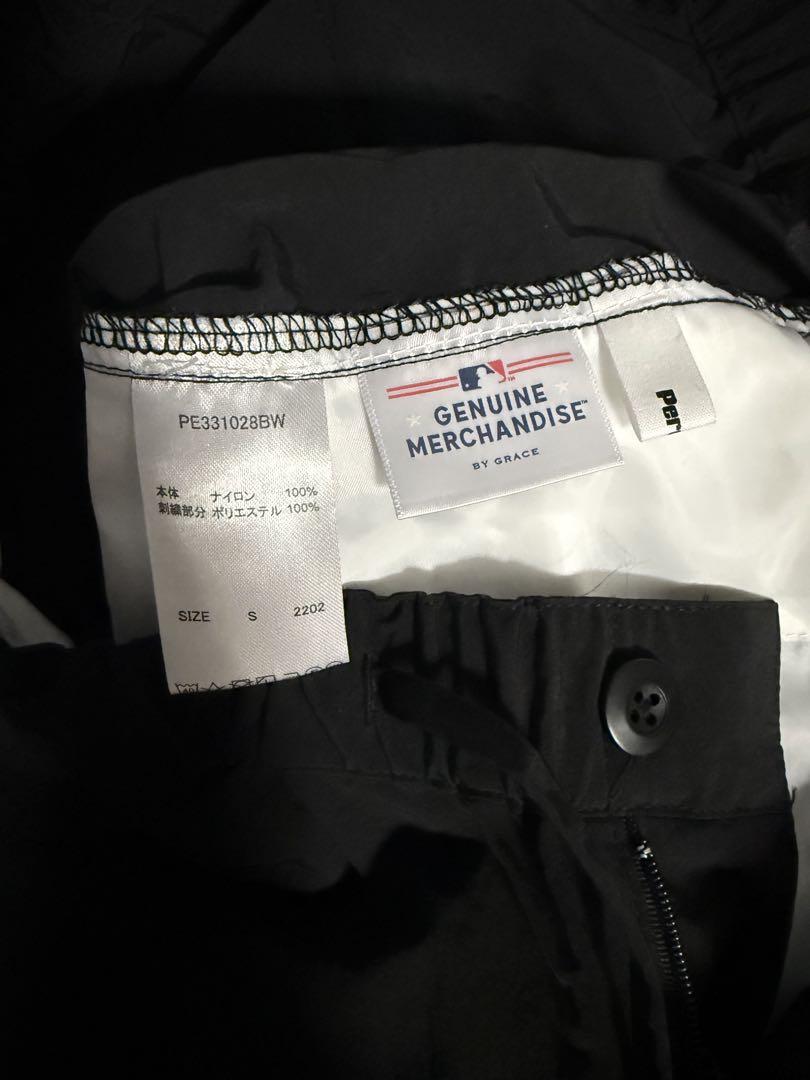 PE331028BW
本体 ナイロン 100%
刺繍部分 ポリエステル 100%
SIZE S 2202
GENUINE
MERCHANDISE™
BY GRACE